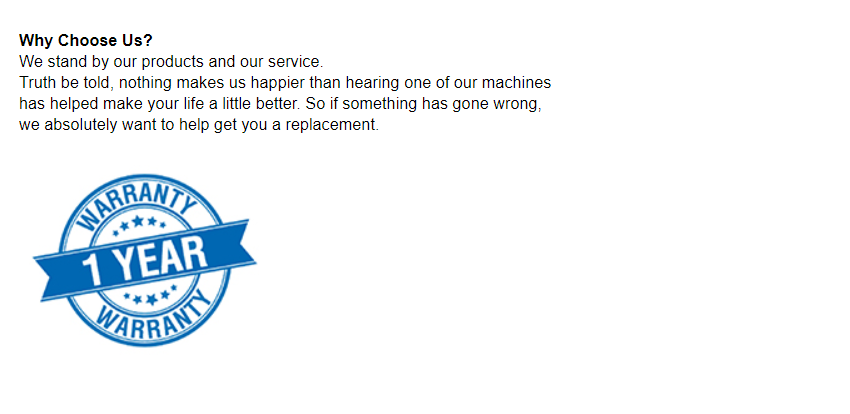 Why Choose Us?
We stand by our products and our service.
Truth be told, nothing makes us happier than hearing one of our machines
has helped make your life a little better. So if something has gone wrong,
we absolutely want to help get you a replacement.
WARRANTY
1 YEAR
WARRANTY